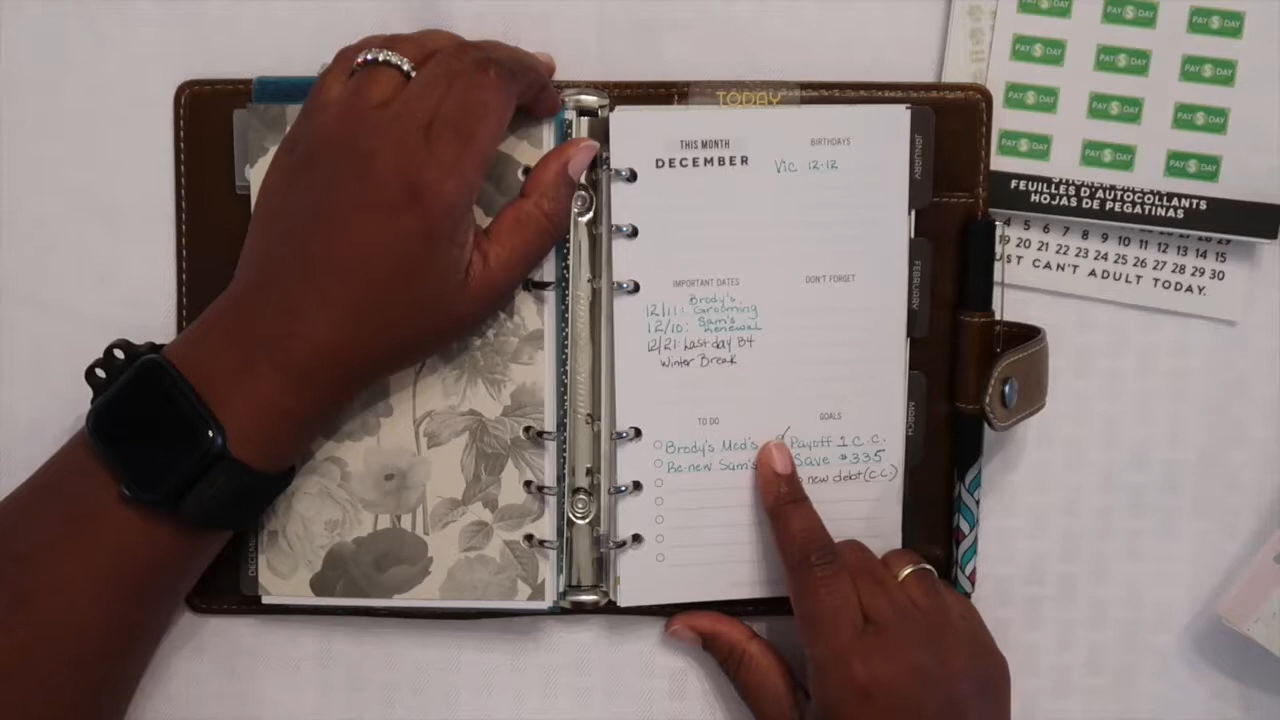 TODAY
THIS MONTH
DECEMBER
BIRTHDAYS
Vic 12-12
IMPORTANT DATES
Brody's
12/11: Grooming
12/10: Sam's
Renewal
12/21: Last day B4
Winter Break
DON'T FORGET
TO DO
Brody's Med's
Re-new Sam's
GOALS
Payoff 1 C.C.
Save $335
new debt (C.C.)
JANUARY
FEBRUARY
MARCH
PAY $ DAY
PAY $ DAY
PAY $ DAY
PAY $ DAY
PAY $ DAY
PAY $ DAY
PAY $ DAY
PAY $ DAY
PAY $ DAY
PAY $ DAY
PAY $ DAY
PAY $ DAY
STICKER SHEETS
FEUILLES D'AUTOCOLLANTS
HOJAS DE PEGATINAS
4 5 6 7 8 9 10 11 12 13 14 15
19 20 21 22 23 24 25 26 27 28 29 30
UST CAN'T ADULT TODAY.